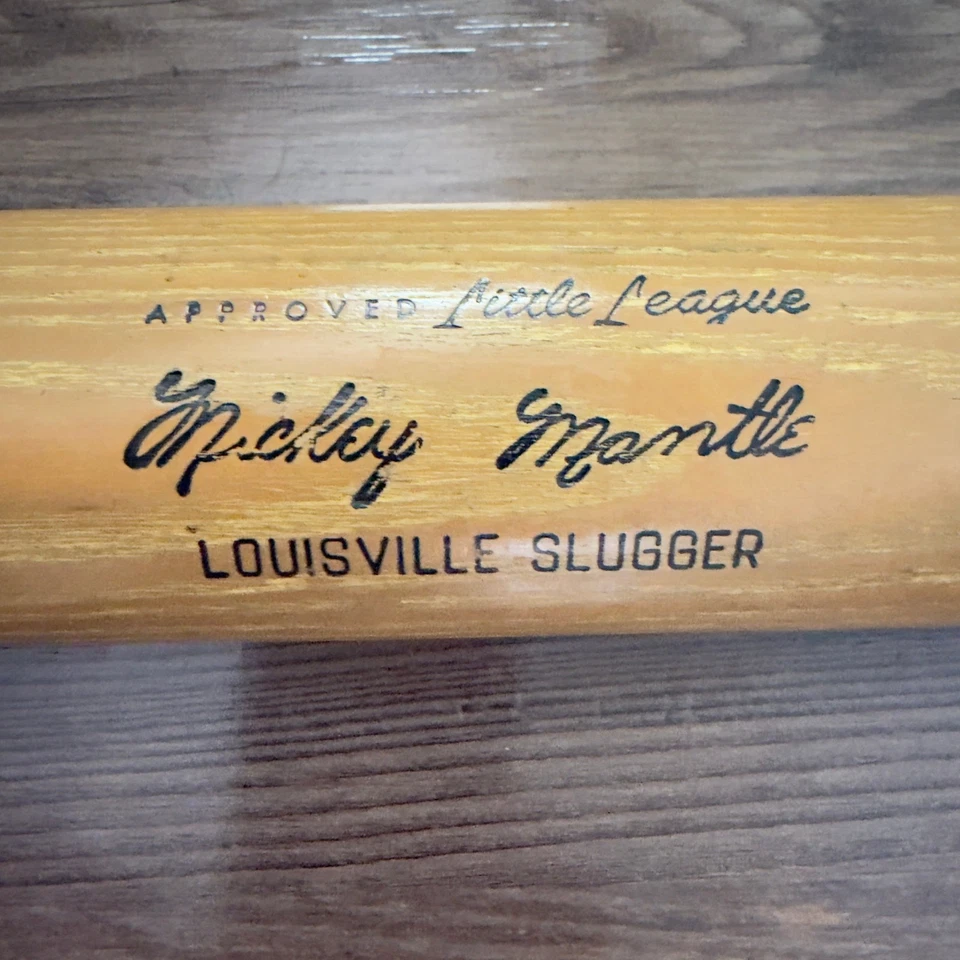 APPROVED Little League
Mickey Mantle
LOUISVILLE SLUGGER